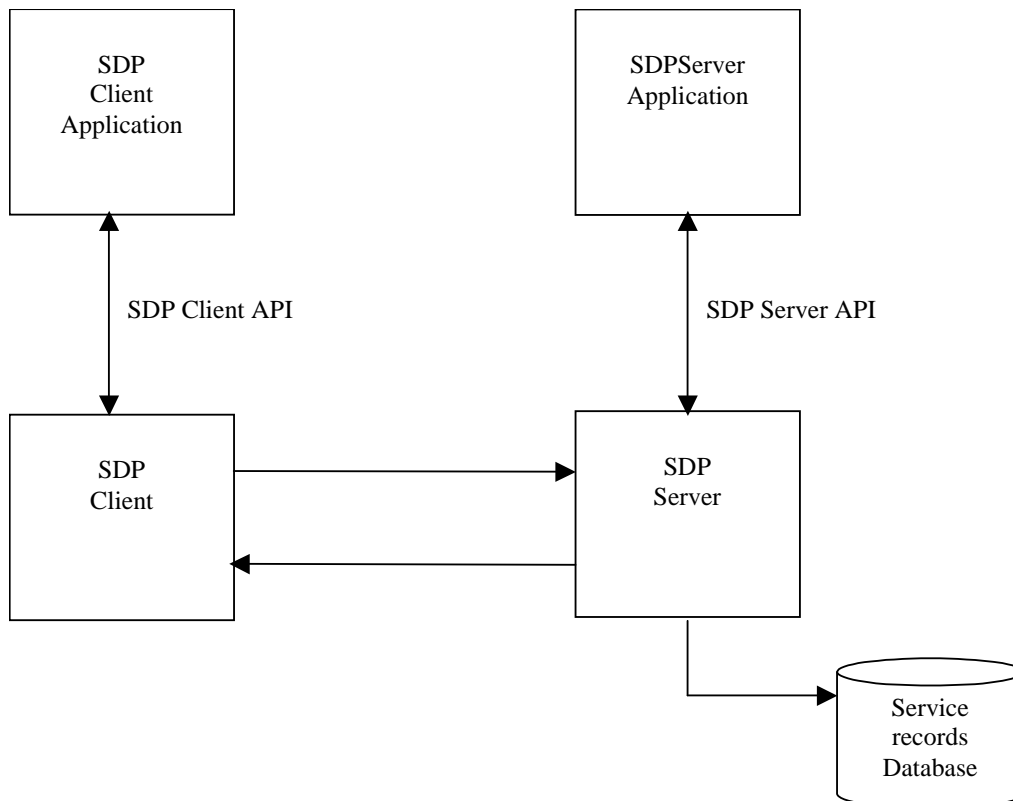 SDP
Client
Application
SDPServer
Application
SDP Client API
SDP Server API
SDP
Client
SDP
Server
Service
records
Database